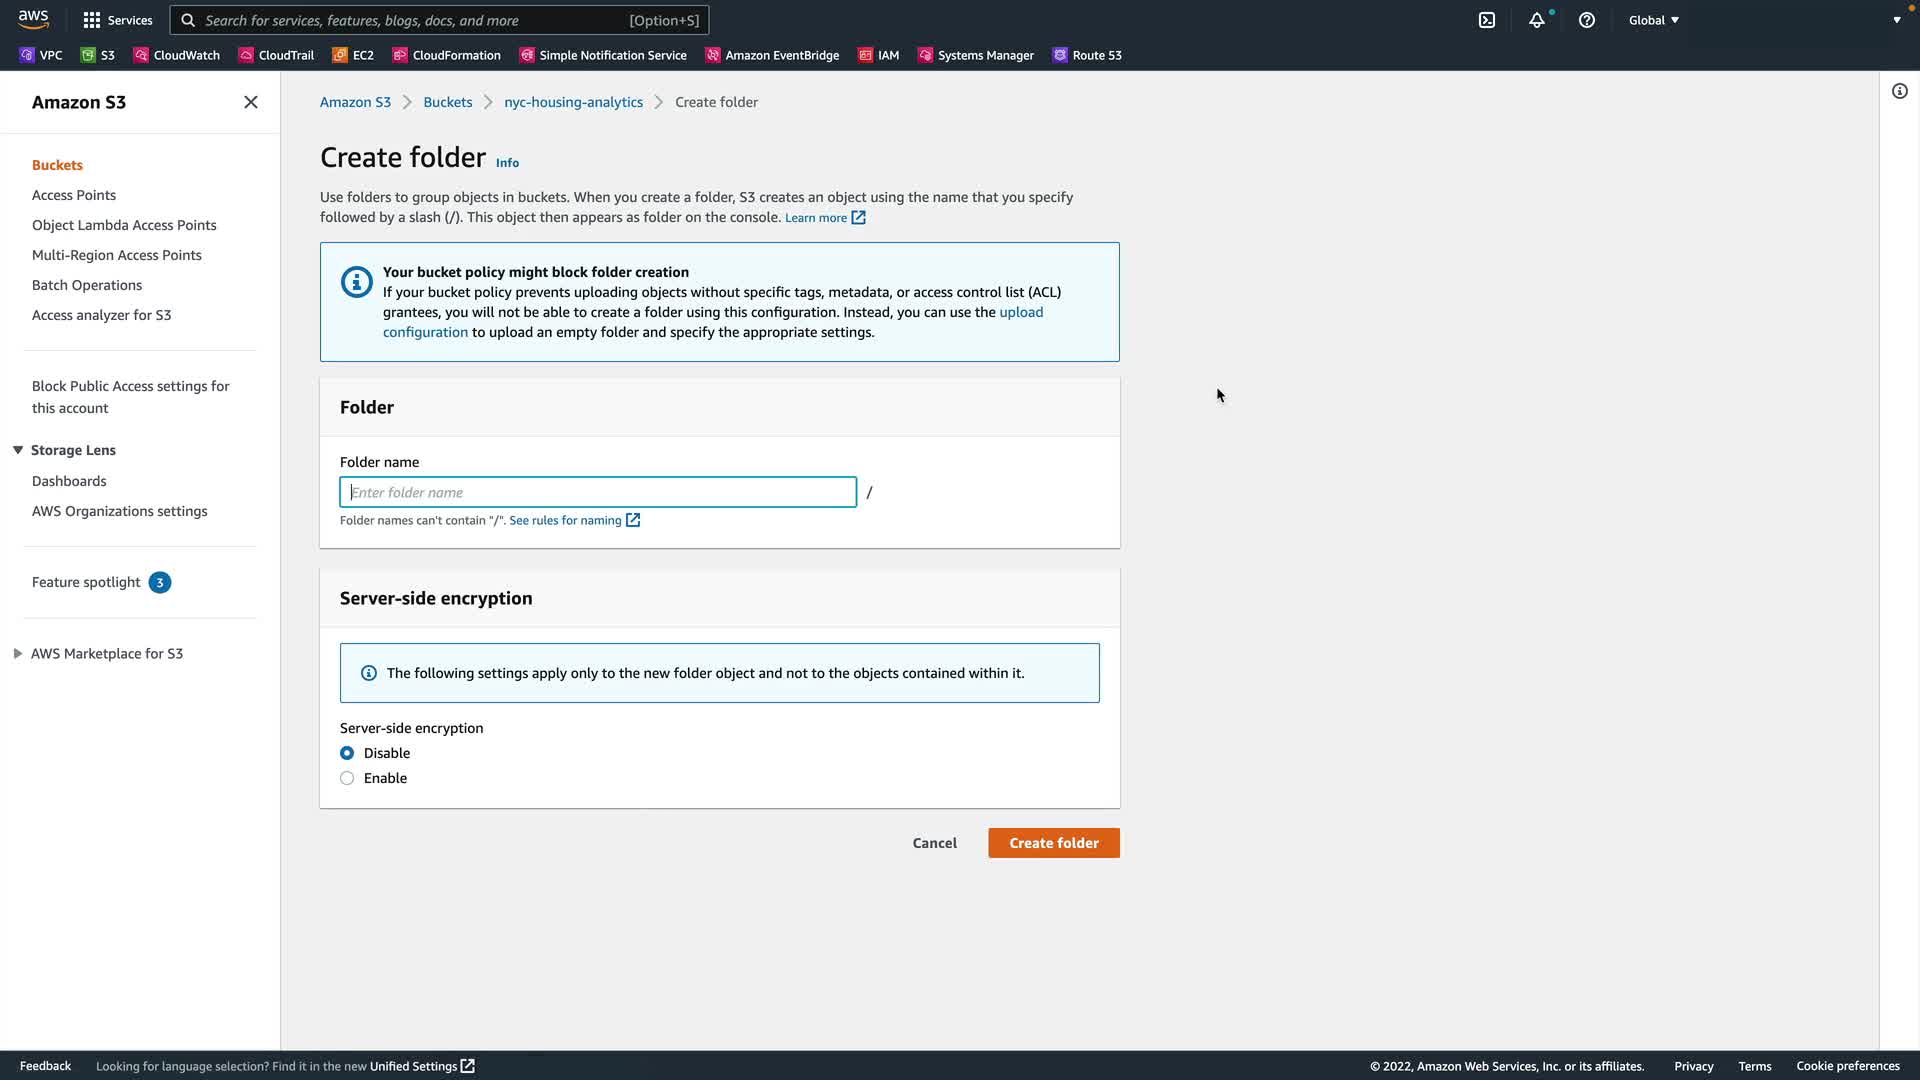 aws
Services
Search for services, features, blogs, docs, and more
[Option+S]
Global
VPC
S3
CloudWatch
CloudTrail
EC2
CloudFormation
Simple Notification Service
Amazon EventBridge
IAM
Systems Manager
Route 53
Amazon S3
Buckets
Access Points
Object Lambda Access Points
Multi-Region Access Points
Batch Operations
Access analyzer for S3
Block Public Access settings for
this account
Storage Lens
Dashboards
AWS Organizations settings
Feature spotlight 3
AWS Marketplace for S3
Amazon S3 > Buckets > nyc-housing-analytics > Create folder
Create folder Info
Use folders to group objects in buckets. When you create a folder, S3 creates an object using the name that you specify
followed by a slash (/). This object then appears as folder on the console. Learn more
Your bucket policy might block folder creation
If your bucket policy prevents uploading objects without specific tags, metadata, or access control list (ACL)
grantees, you will not be able to create a folder using this configuration. Instead, you can use the upload
configuration to upload an empty folder and specify the appropriate settings.
Folder
Folder name
Enter folder name /
Folder names can't contain "/". See rules for naming
Server-side encryption
The following settings apply only to the new folder object and not to the objects contained within it.
Server-side encryption
Disable
Enable
Cancel
Create folder
Feedback
Looking for language selection? Find it in the new Unified Settings
© 2022, Amazon Web Services, Inc. or its affiliates.
Privacy
Terms
Cookie preferences